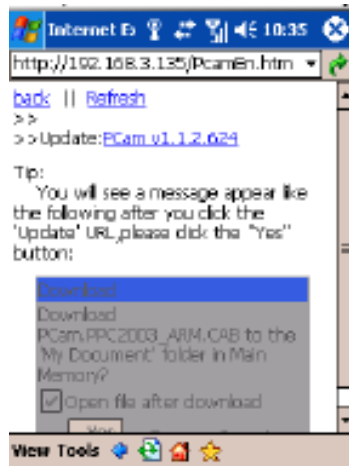 Internet Ex 10:35
http://192.168.3.135/PcamEn.htm
back || Refresh
>>
>>Update:PCam v1.1.2.624
Tip:
You will see a message appear like
the following after you click the
'Update' URL,please click the "Yes"
button:
Download
Download
PCam.PPC2003_ARM.CAB to the
'My Document' folder in Main
Memory?
Open file after download
Yes
View Tools